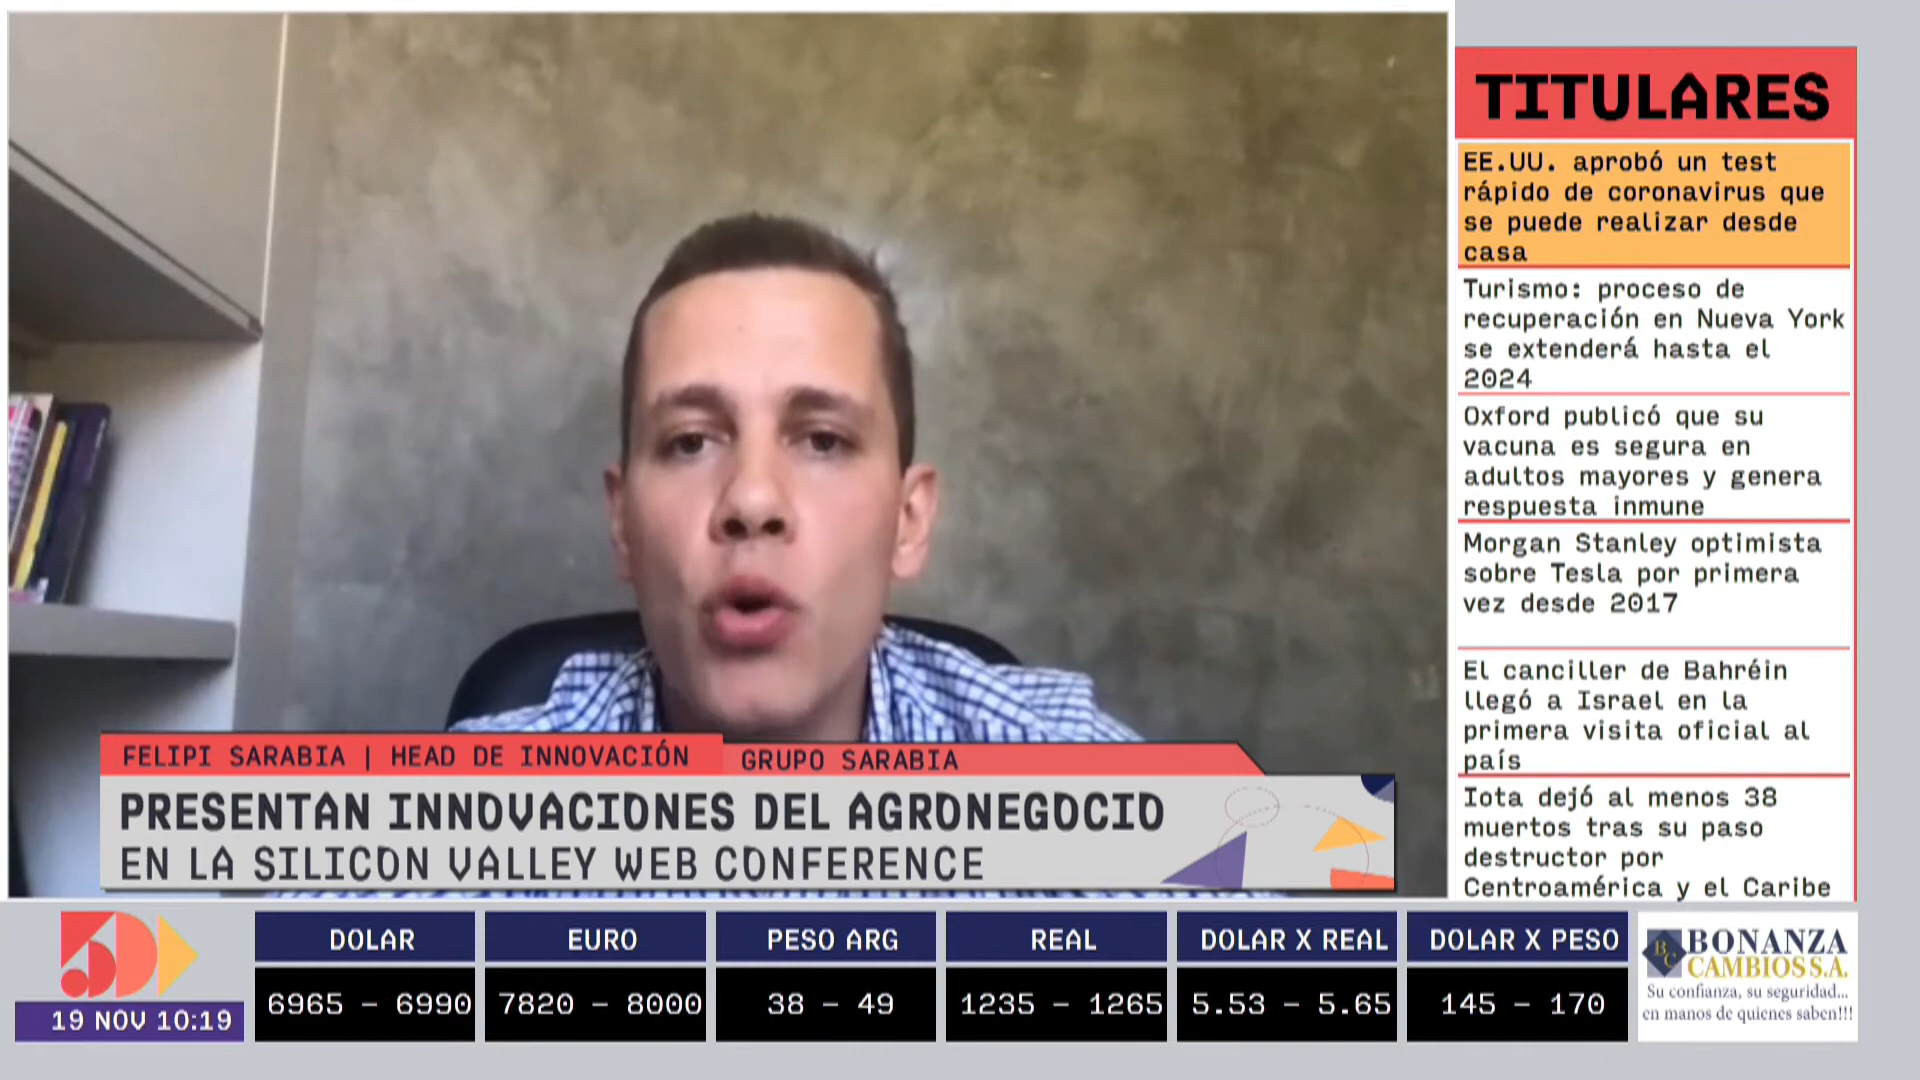 TITULARES
EE.UU. aprobó un test
rápido de coronavirus que
se puede realizar desde
casa
Turismo: proceso de
recuperación en Nueva York
se extenderá hasta el
2024
Oxford publicó que su
vacuna es segura en
adultos mayores y genera
respuesta inmune
Morgan Stanley optimista
sobre Tesla por primera
vez desde 2017
El canciller de Bahréin
llegó a Israel en la
primera visita oficial al
país
Iota dejó al menos 38
muertos tras su paso
destructor por
Centroamérica y el Caribe
FELIPI SARABIA | HEAD DE INNOVACIÓN GRUPO SARABIA
PRESENTAN INNOVACIONES DEL AGRONEGOCIO
EN LA SILICON VALLEY WEB CONFERENCE
5D
19 NOV 10:19
DOLAR EURO PESO ARG REAL DOLAR X REAL DOLAR X PESO
6965 - 6990 7820 - 8000 38 - 49 1235 - 1265 5.53 - 5.65 145 - 170
BC BONANZA
CAMBIOS S.A.
Su confianza, su seguridad...
en manos de quienes saben!!!